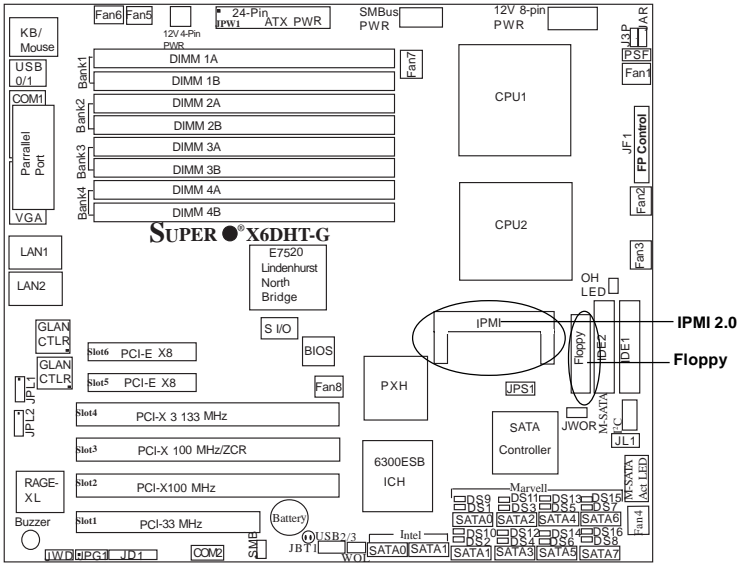 Fan6 Fan5
12V 4-Pin
PWR
24-Pin
JPW1 ATX PWR
SMBus
PWR
12V 8-pin
PWR
J3P
JAR
PSF
Fan1
KB/
Mouse
USB
0/1
COM1
Parrallel
Port
VGA
Bank1
DIMM 1A
DIMM 1B
Bank2
DIMM 2A
DIMM 2B
Bank3
DIMM 3A
DIMM 3B
Bank4
DIMM 4A
DIMM 4B
Fan7
CPU1
JF1
FP Control
Fan2
CPU2
Fan3
SUPER ●® X6DHT-G
LAN1
LAN2
E7520
Lindenhurst
North
Bridge
OH
LED
IPMI
IPMI 2.0
Floppy
Floppy
IDE2
IDE1
GLAN
CTLR
GLAN
CTLR
S I/O
BIOS
Slot6 PCI-E X8
Slot5 PCI-E X8
Fan8
PXH
JPS1
JPL1
JPL2
Slot4 PCI-X 3 133 MHz
Slot3 PCI-X 100 MHz/ZCR
Slot2 PCI-X100 MHz
Slot1 PCI-33 MHz
SATA
Controller
JWOR
M-SATA
I²C
JL1
6300ESB
ICH
RAGE-
XL
Buzzer
Battery
Marvell
M-SATA
Act LED
Fan4
DS9 DS11 DS13 DS15
DS1 DS3 DS5 DS7
SATA0 SATA2 SATA4 SATA6
DS10 DS12 DS14 DS16
DS2 DS4 DS6 DS8
SATA1 SATA3 SATA5 SATA7
Intel
SATA0 SATA1
JWD JPG1 JD1
COM2
SMB
JBT1
USB2/3
WOL